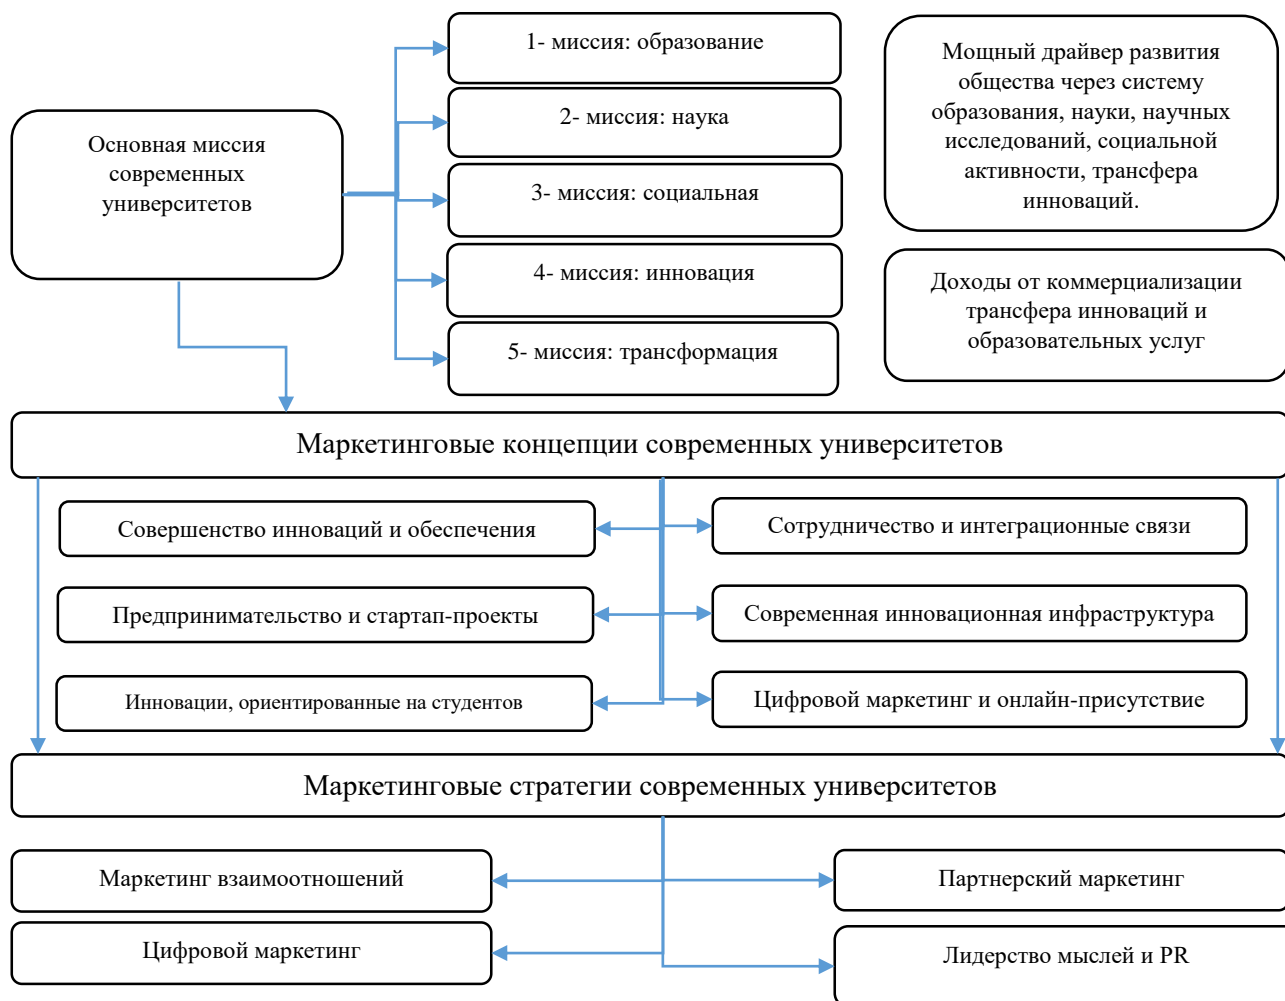 Основная миссия
современных
университетов
1- миссия: образование
2- миссия: наука
3- миссия: социальная
4- миссия: инновация
5- миссия: трансформация
Мощный драйвер развития
общества через систему
образования, науки, научных
исследований, социальной
активности, трансфера
инноваций.
Доходы от коммерциализации
трансфера инноваций и
образовательных услуг
Маркетинговые концепции современных университетов
Совершенство инноваций и обеспечения
Сотрудничество и интеграционные связи
Предпринимательство и стартап-проекты
Современная инновационная инфраструктура
Инновации, ориентированные на студентов
Цифровой маркетинг и онлайн-присутствие
Маркетинговые стратегии современных университетов
Маркетинг взаимоотношений
Партнерский маркетинг
Цифровой маркетинг
Лидерство мыслей и PR